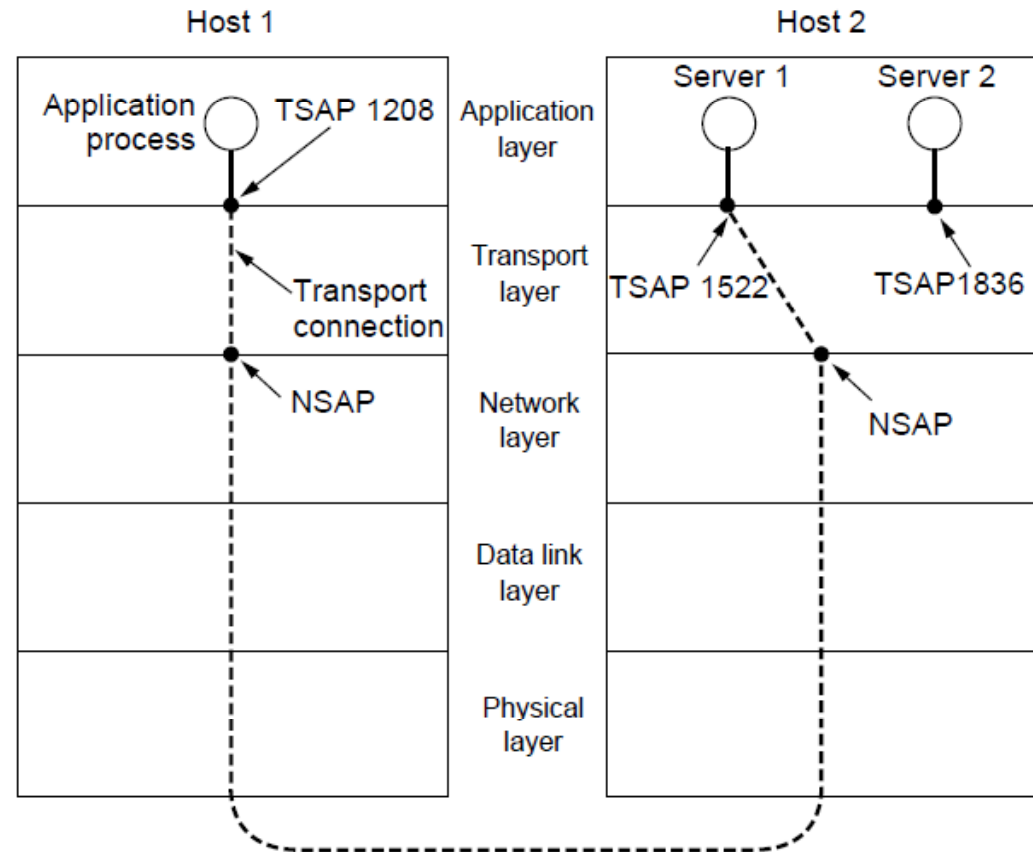 Host 1
Host 2
Application
process
TSAP 1208
Application
layer
Server 1
Server 2
Transport
layer
Transport
connection
TSAP 1522
TSAP1836
NSAP
Network
layer
NSAP
Data link
layer
Physical
layer